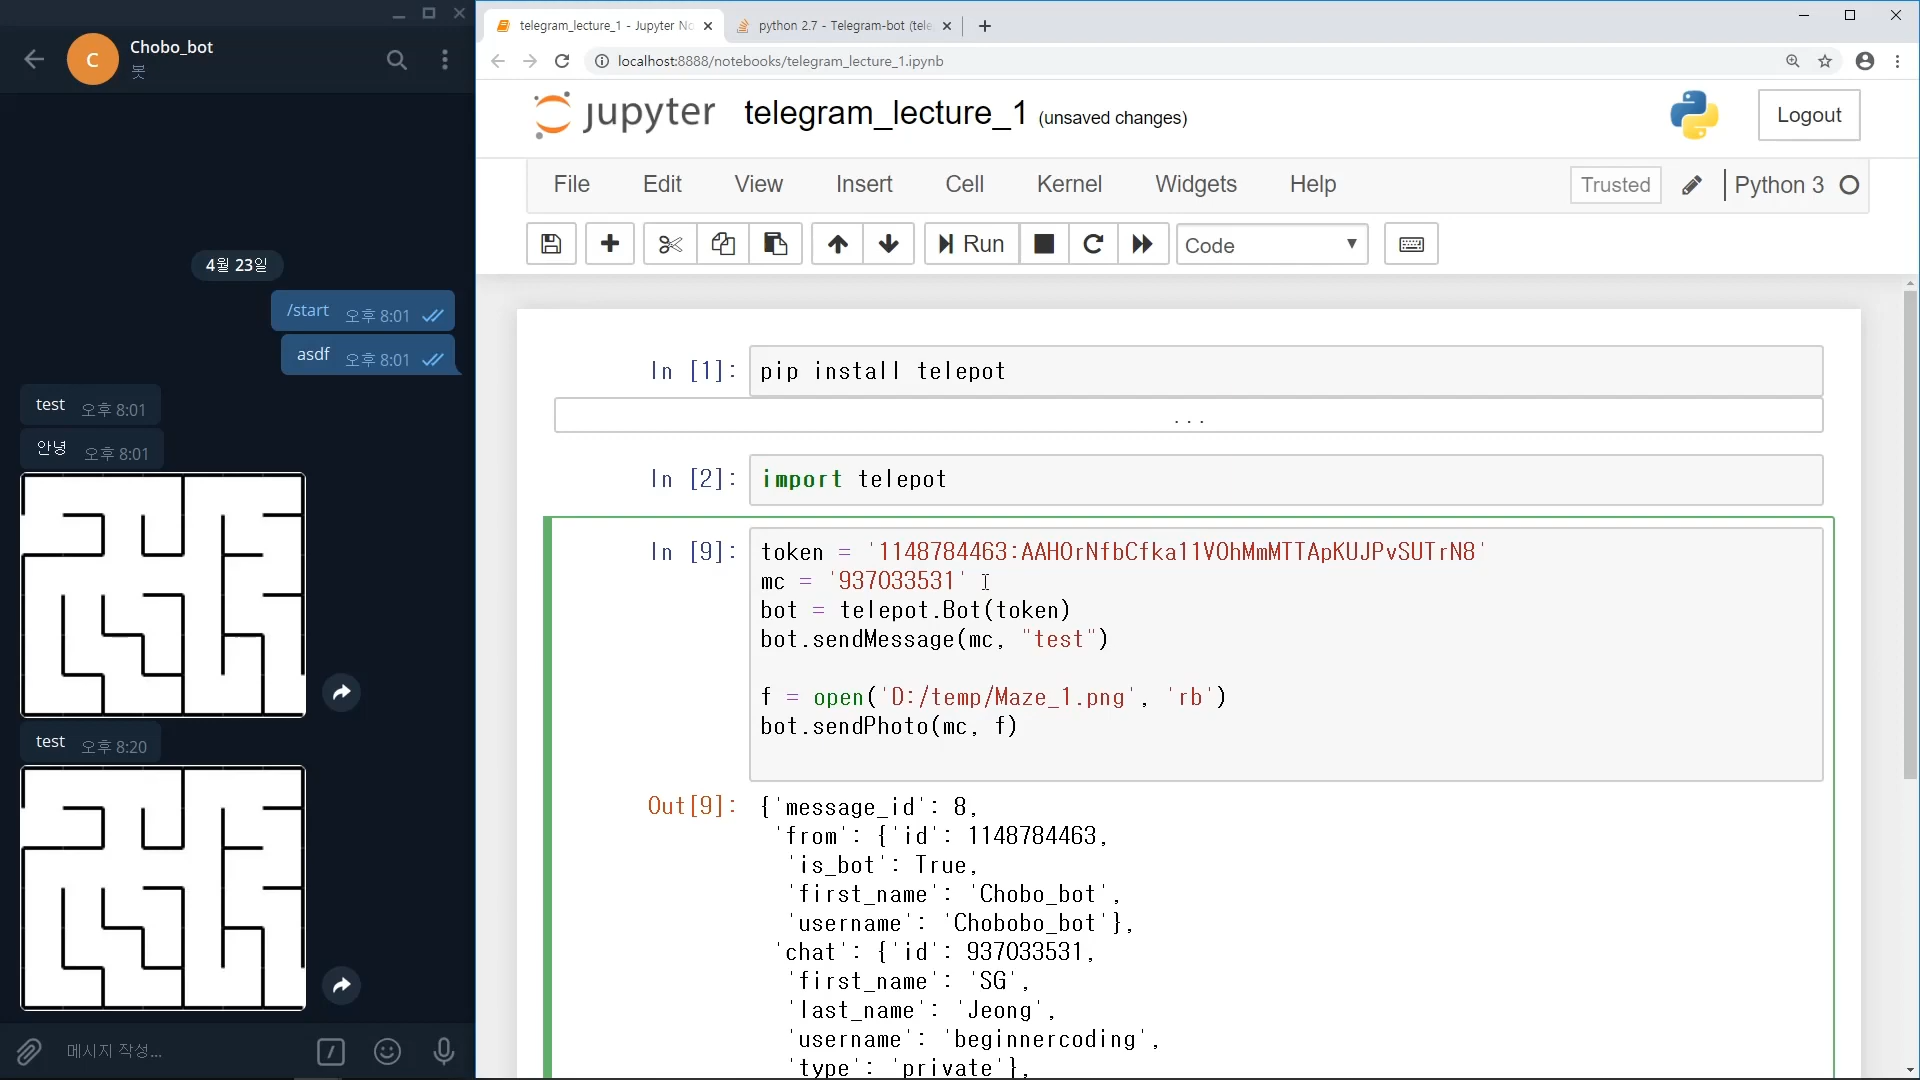 Chobo_bot
봇
C
4월 23일
/start 오후 8:01
asdf 오후 8:01
test 오후 8:01
안녕 오후 8:01
test 오후 8:20
메시지 작성...
telegram_lecture_1 - Jupyter No
python 2.7 - Telegram-bot (tele
localhost:8888/notebooks/telegram_lecture_1.ipynb
jupyter telegram_lecture_1 (unsaved changes)
Logout
File Edit View Insert Cell Kernel Widgets Help
Trusted
Python 3
Run
Code
In [1]: pip install telepot
...
In [2]: import telepot
In [9]: token = '1148784463:AAHOrNfbCfka11VOhMmMTTApKUJPvSUTrN8'
mc = '937033531'
bot = telepot.Bot(token)
bot.sendMessage(mc, "test")
f = open('D:/temp/Maze_1.png', 'rb')
bot.sendPhoto(mc, f)
Out[9]: {'message_id': 8,
'from': {'id': 1148784463,
'is_bot': True,
'first_name': 'Chobo_bot',
'username': 'Chobobo_bot'},
'chat': {'id': 937033531,
'first_name': 'SG',
'last_name': 'Jeong',
'username': 'beginnercoding',
'type': 'private'},